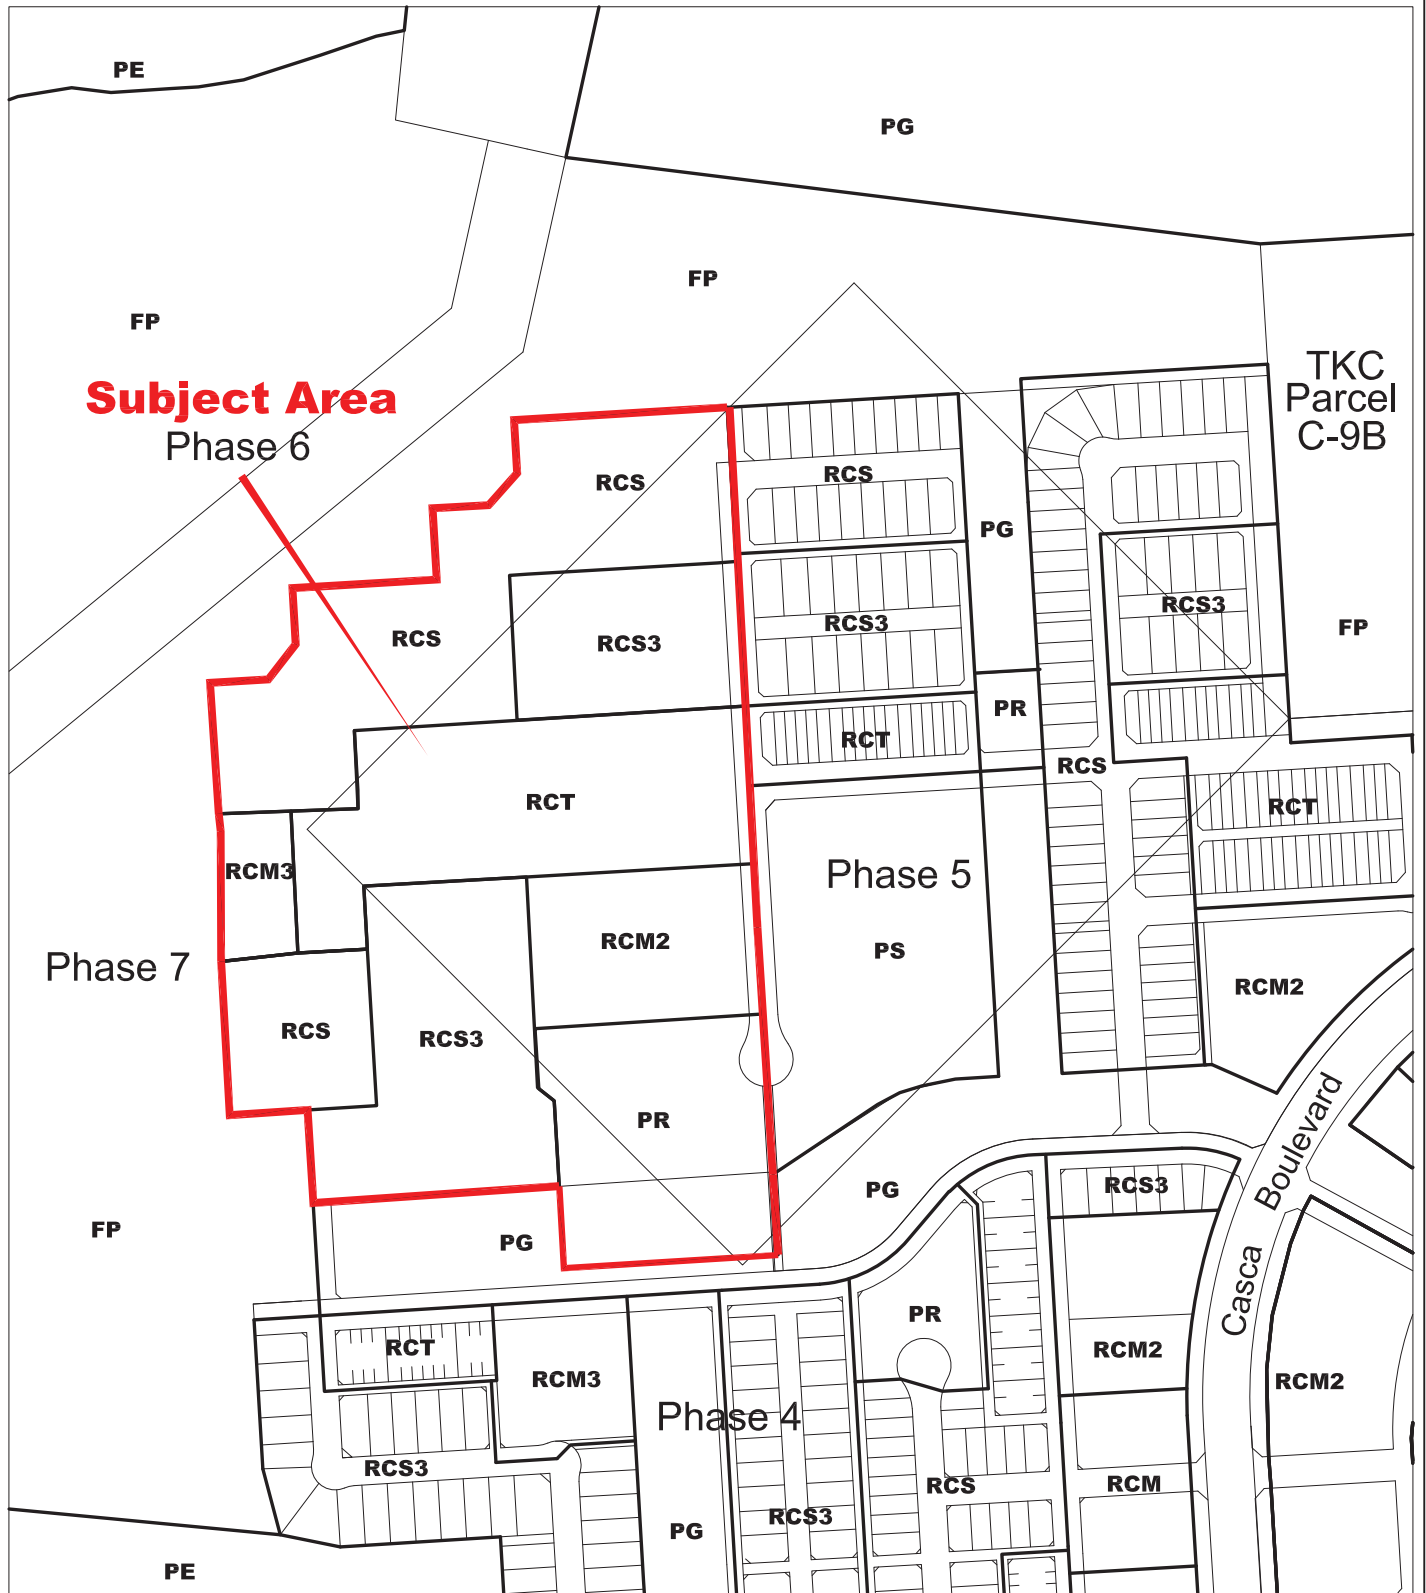 PE
PG
FP
FP
TKC
Parcel
C-9B
Subject Area
Phase 6
RCS
RCS
PG
RCS3
RCS
RCS3
RCS3
FP
PR
RCT
RCS
RCT
RCT
RCM3
Phase 5
RCM2
PS
Phase 7
RCM2
RCS
RCS3
PR
Casca Boulevard
PG
RCS3
FP
PG
PR
RCT
RCM3
RCM2
RCM2
Phase 4
RCS3
RCS
RCM
RCS3
PG
PE